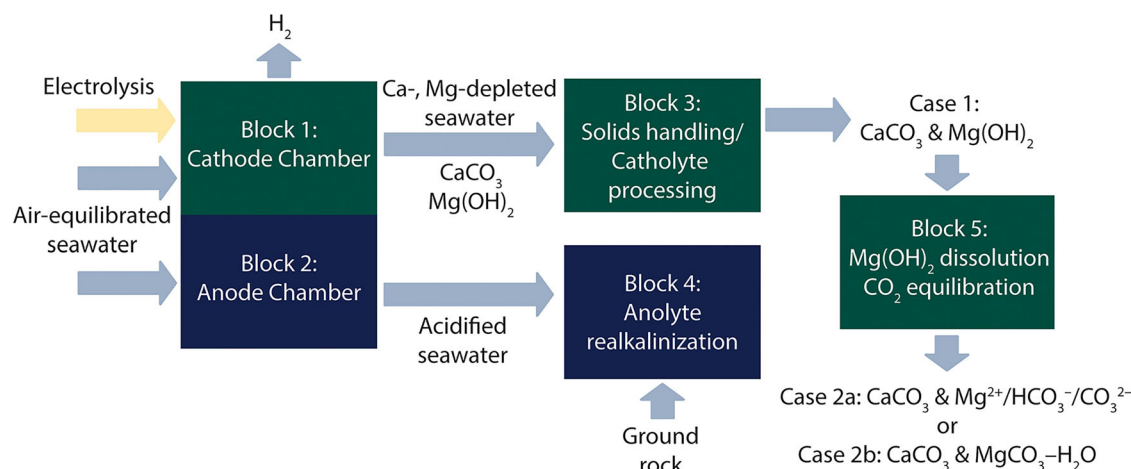 H₂
Electrolysis
Air-equilibrated
seawater
Block 1:
Cathode Chamber
Block 2:
Anode Chamber
Ca-, Mg-depleted
seawater
CaCO₃
Mg(OH)₂
Acidified
seawater
Block 3:
Solids handling/
Catholyte
processing
Block 4:
Anolyte
realkalinization
Ground
rock
Case 1:
CaCO₃ & Mg(OH)₂
Block 5:
Mg(OH)₂ dissolution
CO₂ equilibration
Case 2a: CaCO₃ & Mg²⁺/HCO₃⁻/CO₃²⁻
or
Case 2b: CaCO₃ & MgCO₃–H₂O